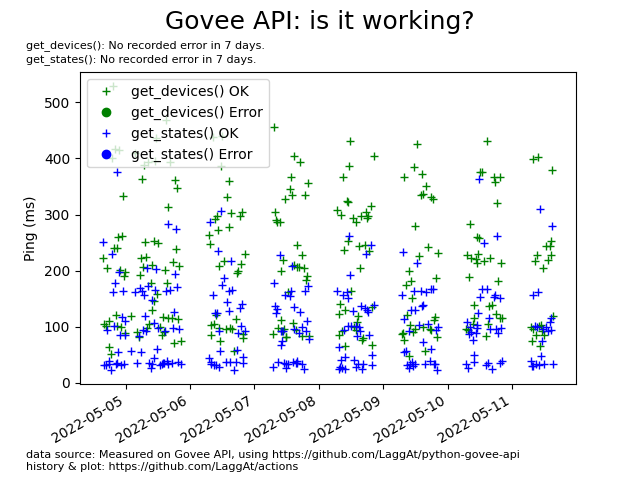 Govee API: is it working?
get_devices(): No recorded error in 7 days.
get_states(): No recorded error in 7 days.
get_devices() OK
get_devices() Error
get_states() OK
get_states() Error
Ping (ms)
500
400
300
200
100
0
2022-05-05
2022-05-06
2022-05-07
2022-05-08
2022-05-09
2022-05-10
2022-05-11
data source: Measured on Govee API, using https://github.com/LaggAt/python-govee-api
history & plot: https://github.com/LaggAt/actions